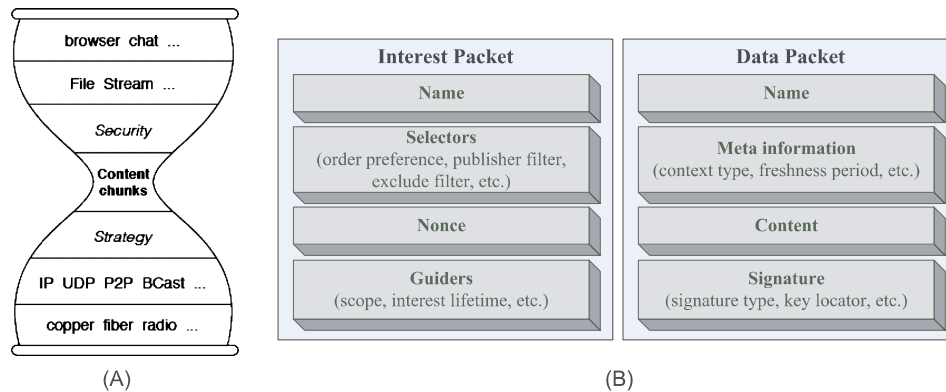 browser chat ...
File Stream ...
Security
Content
chunks
Strategy
IP UDP P2P BCast ...
copper fiber radio ...
(A)
Interest Packet
Name
Selectors
(order preference, publisher filter,
exclude filter, etc.)
Nonce
Guiders
(scope, interest lifetime, etc.)
Data Packet
Name
Meta information
(context type, freshness period, etc.)
Content
Signature
(signature type, key locator, etc.)
(B)